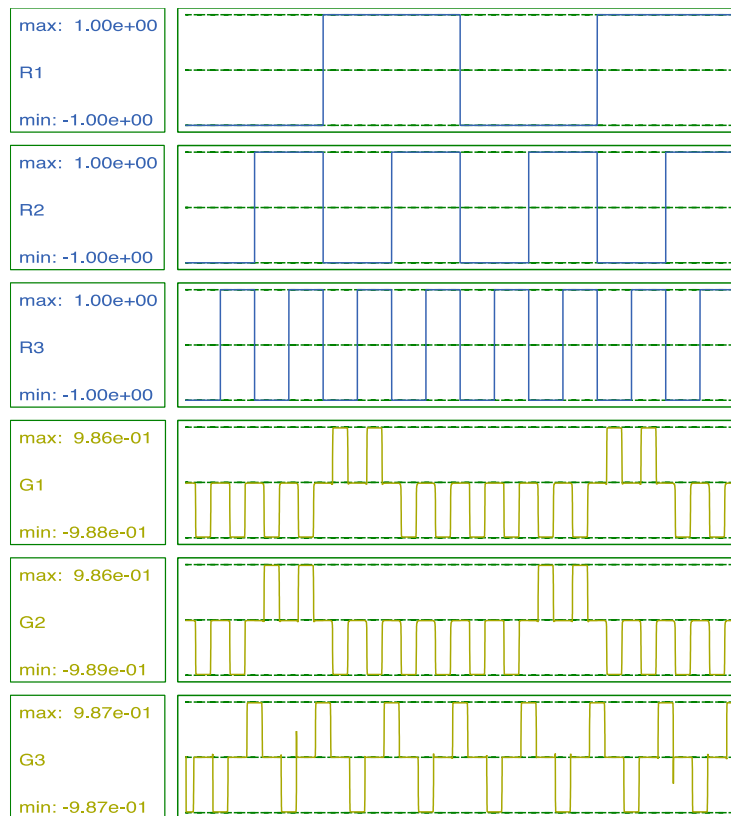 max: 1.00e+00
R1
min: -1.00e+00
max: 1.00e+00
R2
min: -1.00e+00
max: 1.00e+00
R3
min: -1.00e+00
max: 9.86e-01
G1
min: -9.88e-01
max: 9.86e-01
G2
min: -9.89e-01
max: 9.87e-01
G3
min: -9.87e-01